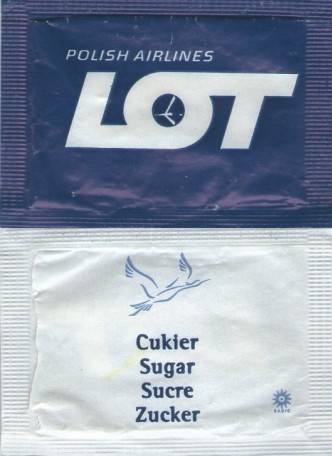 POLISH AIRLINES
LOT
Cukier
Sugar
Sucre
Zucker